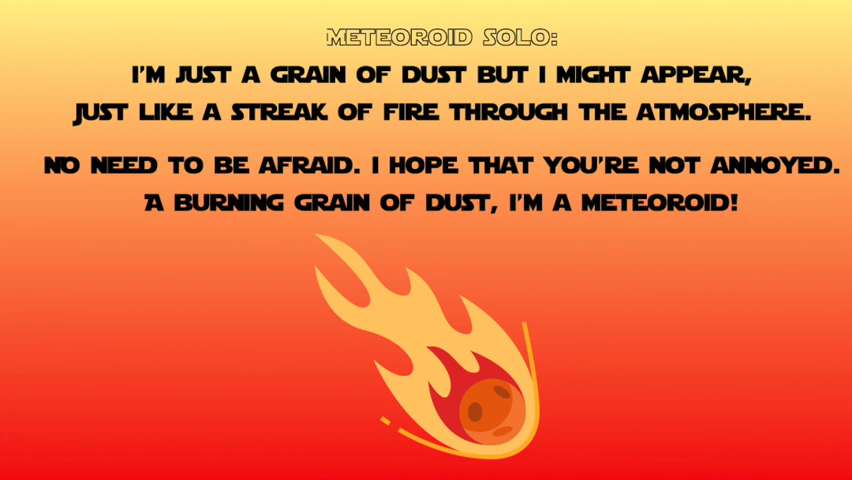 METEOROID SOLO:
I'M JUST A GRAIN OF DUST BUT I MIGHT APPEAR,
JUST LIKE A STREAK OF FIRE THROUGH THE ATMOSPHERE.
NO NEED TO BE AFRAID. I HOPE THAT YOU'RE NOT ANNOYED.
A BURNING GRAIN OF DUST, I'M A METEOROID!